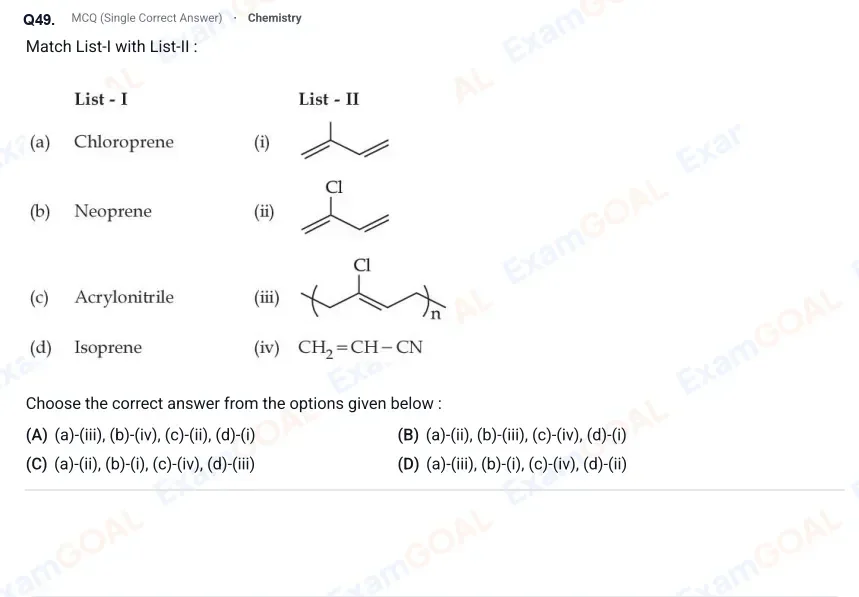 Q49. MCQ (Single Correct Answer) · Chemistry
Match List-I with List-II :
List - I List - II
(a) Chloroprene (i)
(b) Neoprene (ii) Cl
(c) Acrylonitrile (iii) Cl n
(d) Isoprene (iv) CH₂=CH−CN
Choose the correct answer from the options given below :
(A) (a)-(iii), (b)-(iv), (c)-(ii), (d)-(i) (B) (a)-(ii), (b)-(iii), (c)-(iv), (d)-(i)
(C) (a)-(ii), (b)-(i), (c)-(iv), (d)-(iii) (D) (a)-(iii), (b)-(i), (c)-(iv), (d)-(ii)
ExamGOAL